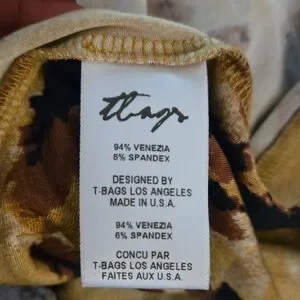 tbags
94% VENEZIA
6% SPANDEX
DESIGNED BY
T-BAGS LOS ANGELES
MADE IN U.S.A.
94% VENEZIA
6% SPANDEX
CONCU PAR
T-BAGS LOS ANGELES
FAITES AUX U.S.A.